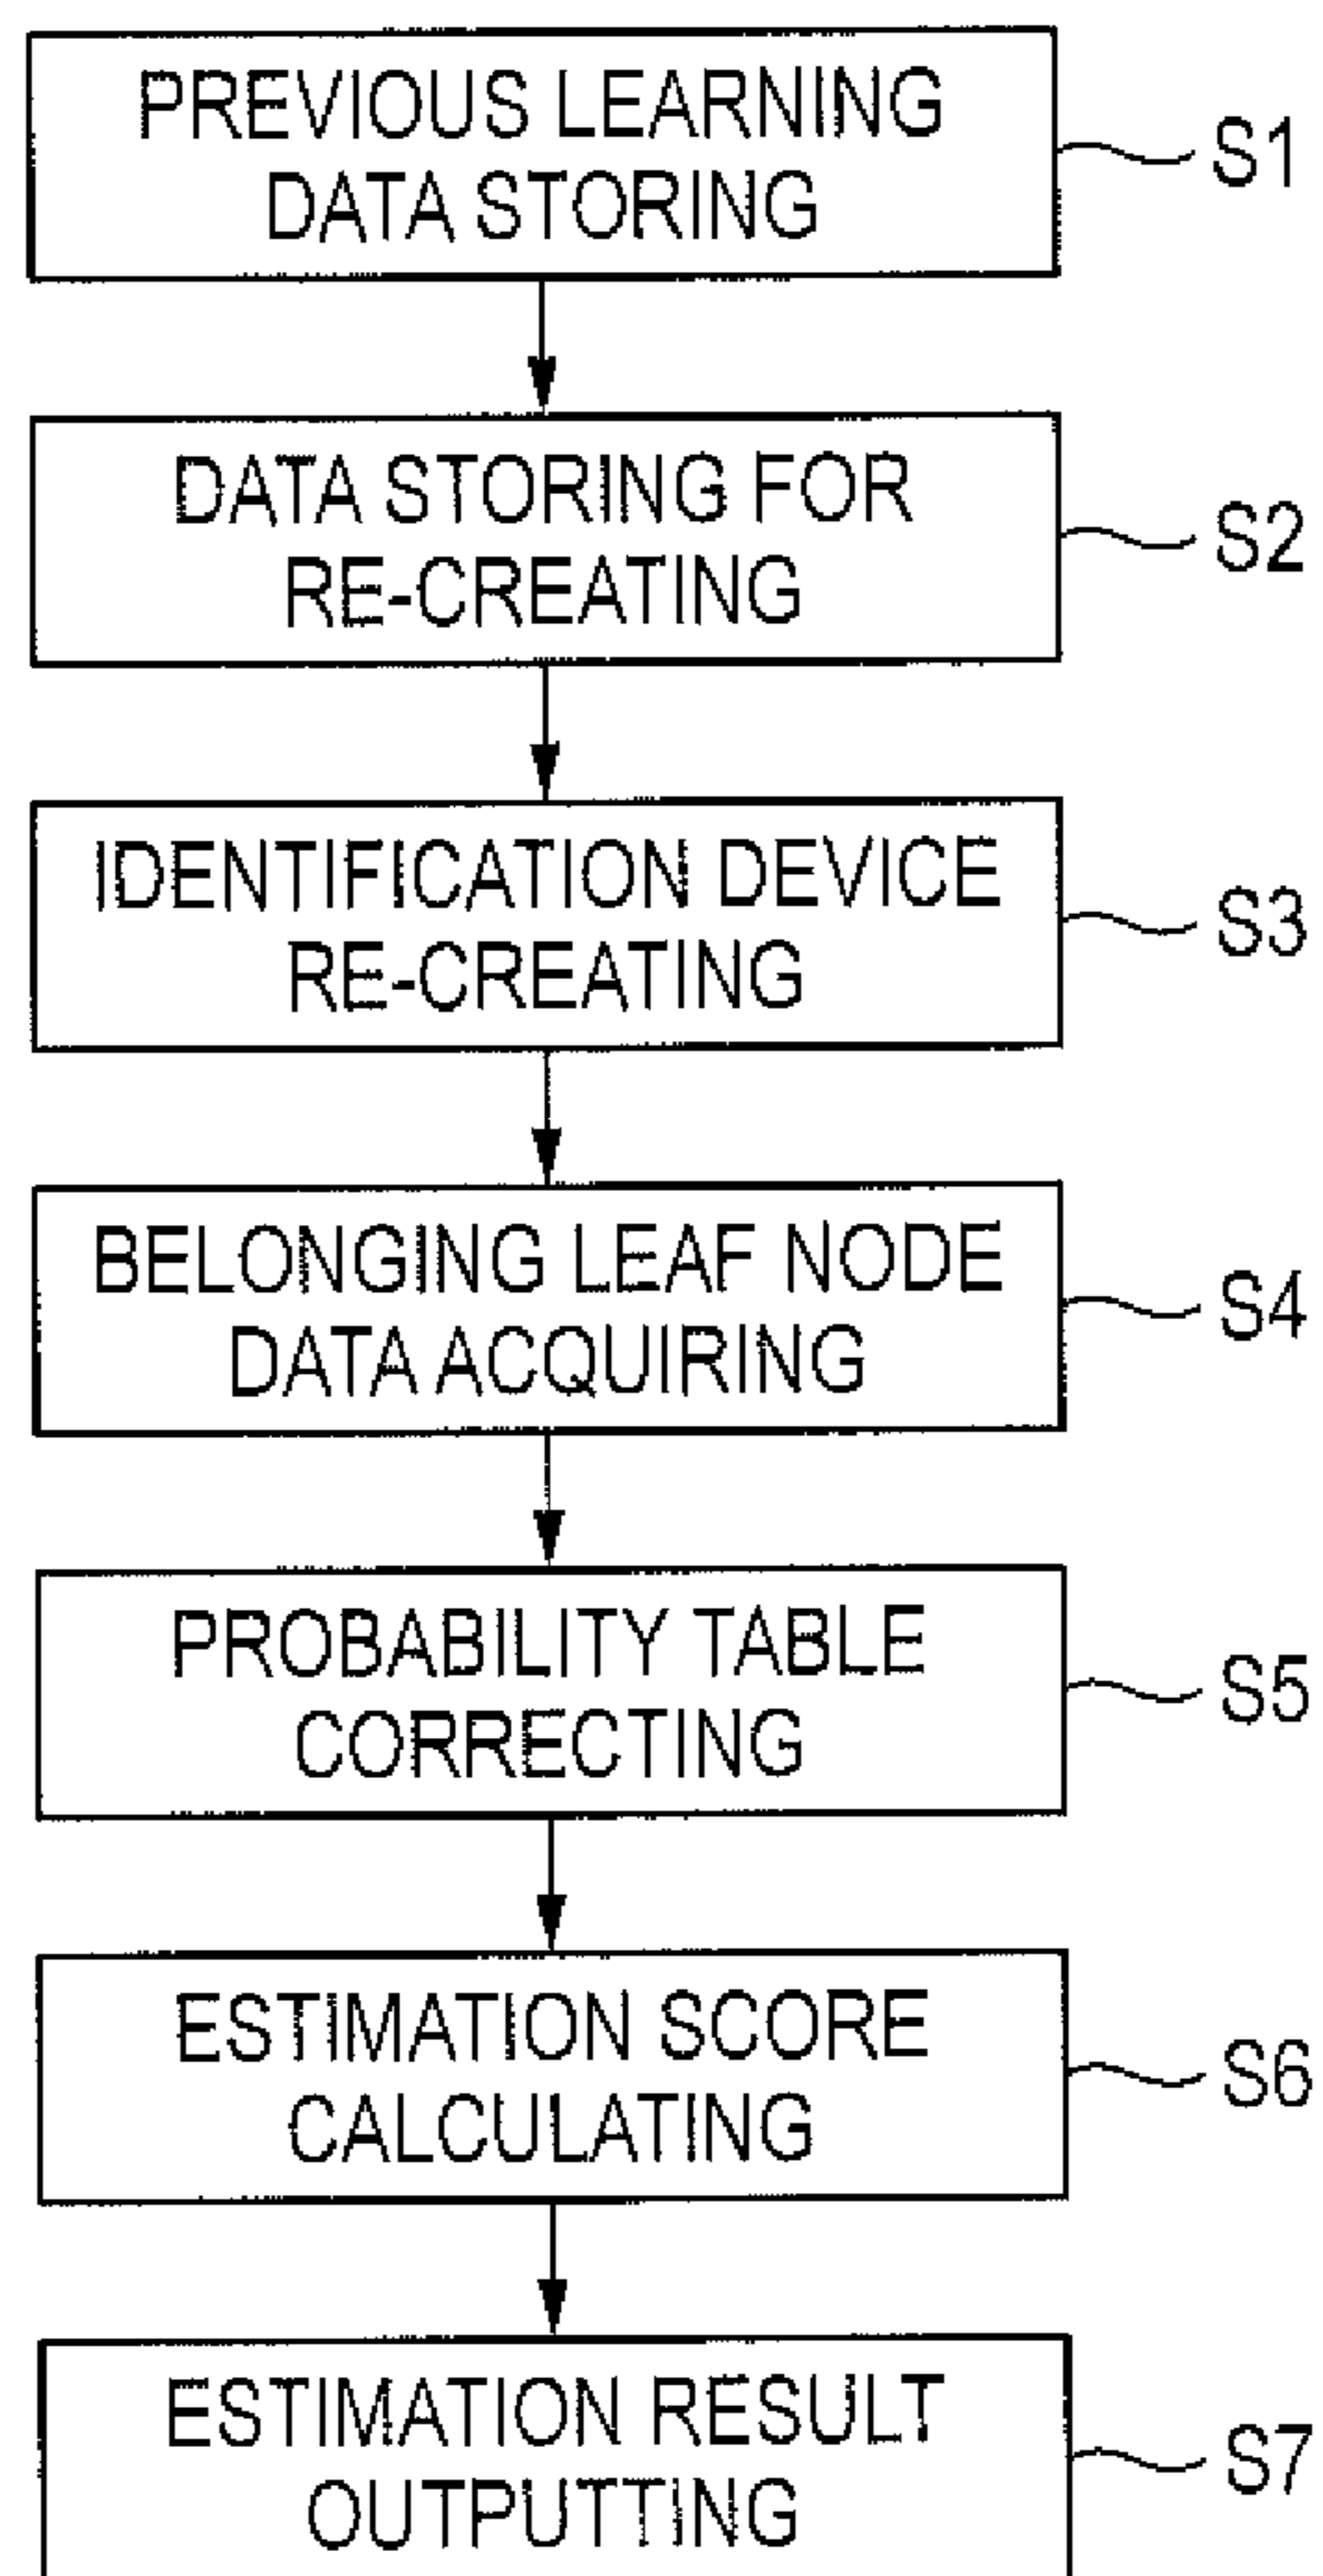 PREVIOUS LEARNING
DATA STORING
S1
DATA STORING FOR
RE-CREATING
S2
IDENTIFICATION DEVICE
RE-CREATING
S3
BELONGING LEAF NODE
DATA ACQUIRING
S4
PROBABILITY TABLE
CORRECTING
S5
ESTIMATION SCORE
CALCULATING
S6
ESTIMATION RESULT
OUTPUTTING
S7